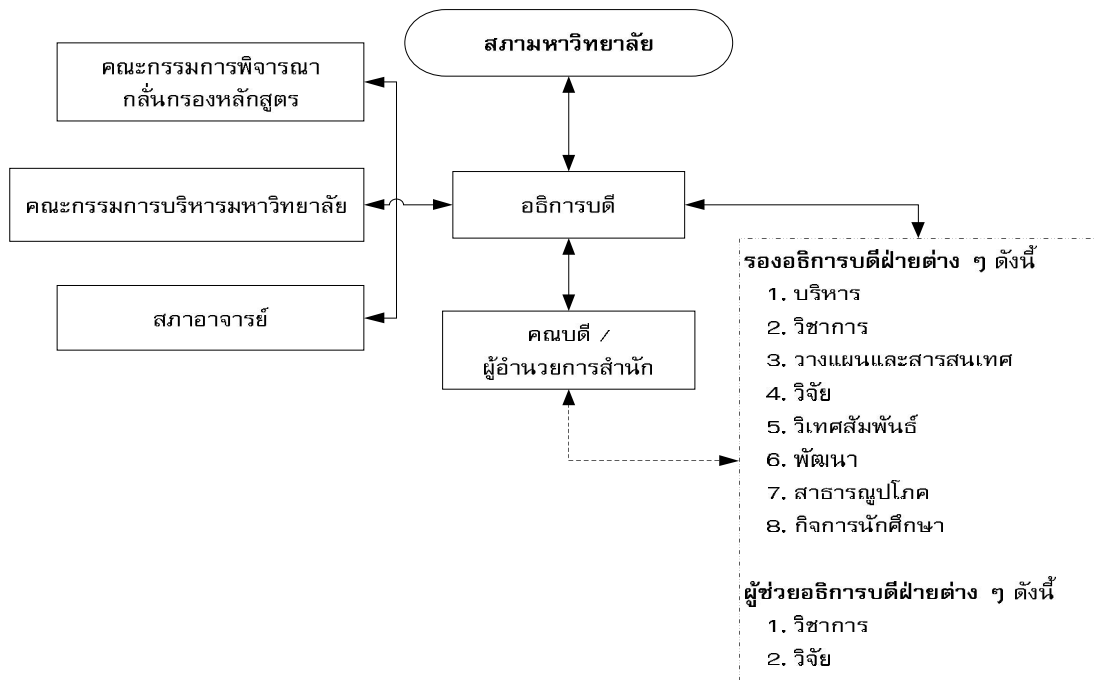 สภามหาวิทยาลัย
คณะกรรมการพิจารณา
กลั่นกรองหลักสูตร
คณะกรรมการบริหารมหาวิทยาลัย
อธิการบดี
สภาอาจารย์
คณบดี /
ผู้อำนวยการสำนัก
รองอธิการบดีฝ่ายต่าง ๆ ดังนี้
1. บริหาร
2. วิชาการ
3. วางแผนและสารสนเทศ
4. วิจัย
5. วิเทศสัมพันธ์
6. พัฒนา
7. สาธารณูปโภค
8. กิจการนักศึกษา
ผู้ช่วยอธิการบดีฝ่ายต่าง ๆ ดังนี้
1. วิชาการ
2. วิจัย